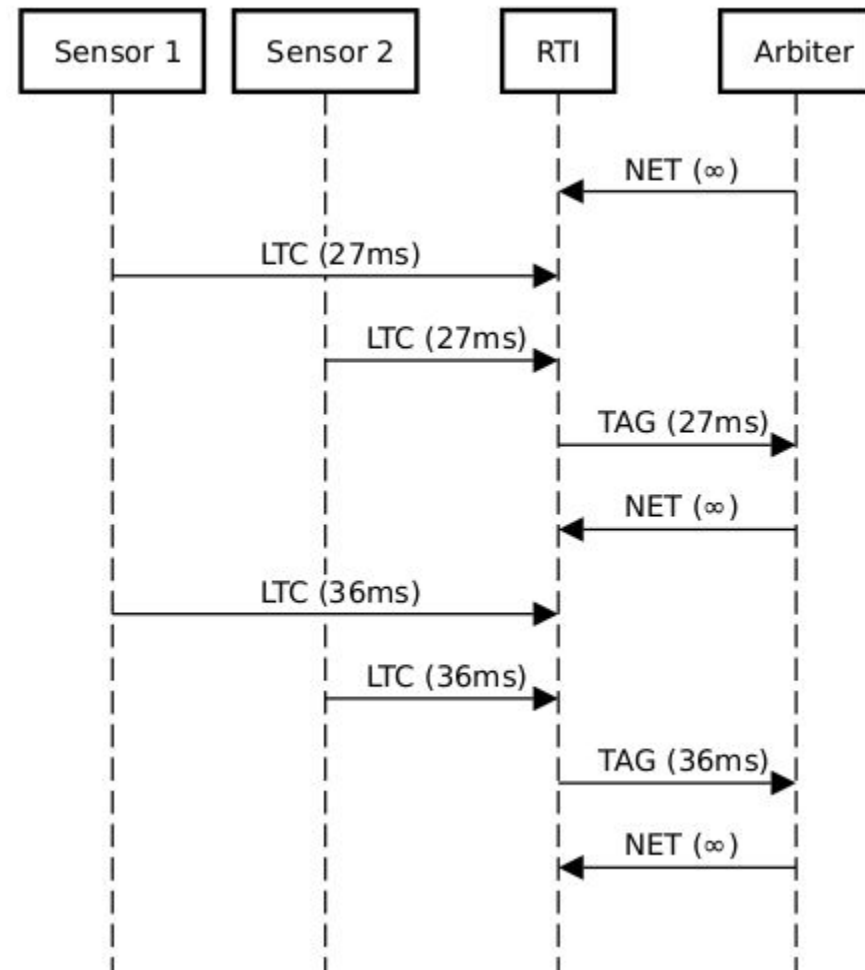 Sensor 1
Sensor 2
RTI
Arbiter
NET (∞)
LTC (27ms)
LTC (27ms)
TAG (27ms)
NET (∞)
LTC (36ms)
LTC (36ms)
TAG (36ms)
NET (∞)